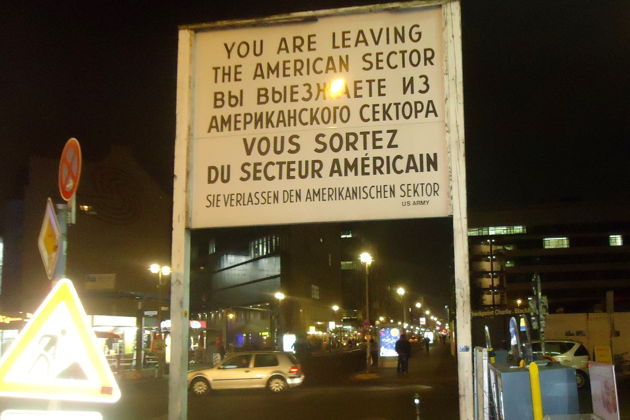 YOU ARE LEAVING
THE AMERICAN SECTOR
ВЫ ВЫЕЗЖАЕТЕ ИЗ
АМЕРИКАНСКОГО СЕКТОРА
VOUS SORTEZ
DU SECTEUR AMÉRICAIN
SIE VERLASSEN DEN AMERIKANISCHEN SEKTOR
US ARMY